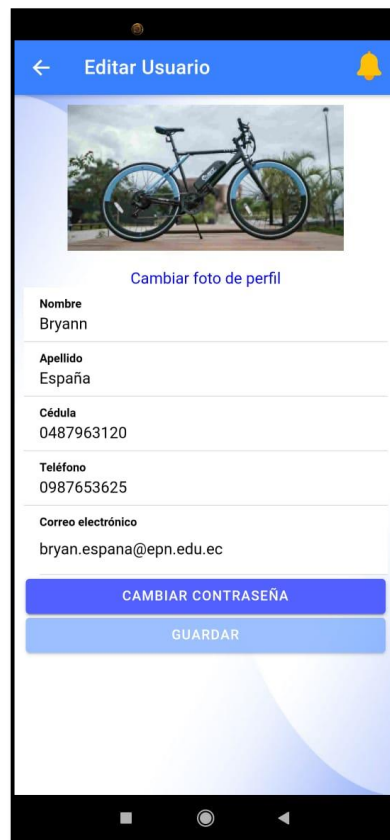 Editar Usuario
Cambiar foto de perfil
Nombre
Bryann
Apellido
España
Cédula
0487963120
Teléfono
0987653625
Correo electrónico
bryan.espana@epn.edu.ec
CAMBIAR CONTRASEÑA
GUARDAR